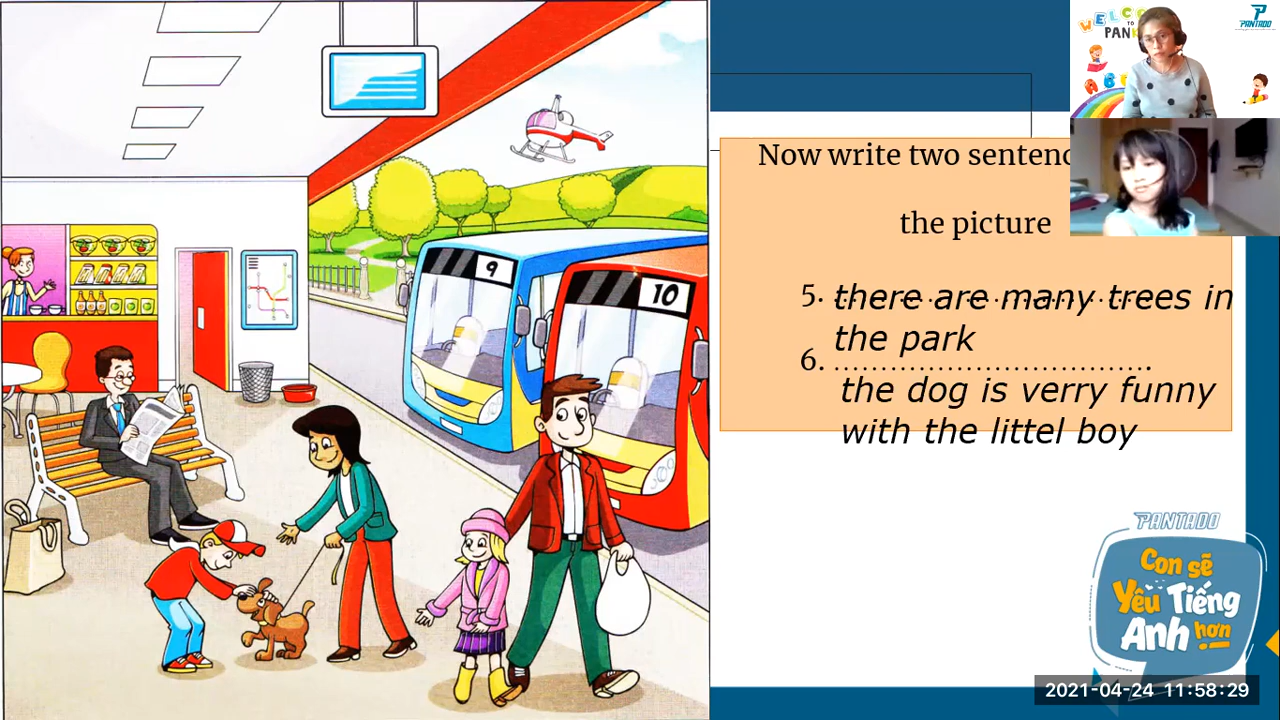 WELCO
TO
PAN
PANTADO
Now write two sentenc
the picture
5. there are many trees in
the park
6. ....................................
the dog is verry funny
with the littel boy
9
10
PANTADO
Con sẽ
Yêu Tiếng
Anh hơn
2021-04-24 11:58:29